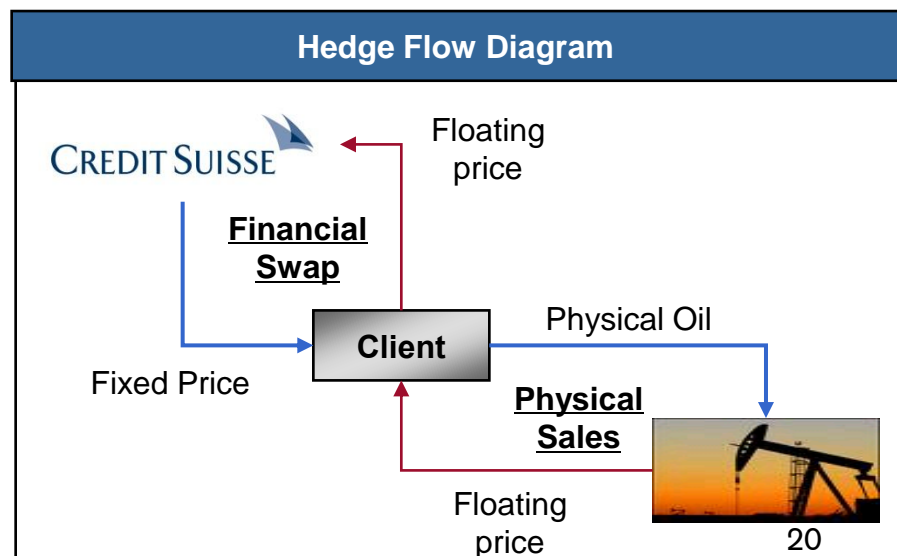 Hedge Flow Diagram
CREDIT SUISSE
Floating
price
Financial
Swap
Client
Fixed Price
Physical Oil
Physical
Sales
Floating
price
20